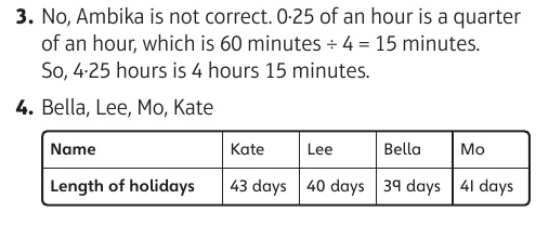 3. No, Ambika is not correct. 0·25 of an hour is a quarter
of an hour, which is 60 minutes ÷ 4 = 15 minutes.
So, 4·25 hours is 4 hours 15 minutes.
4. Bella, Lee, Mo, Kate
Name Kate Lee Bella Mo
Length of holidays 43 days 40 days 39 days 41 days